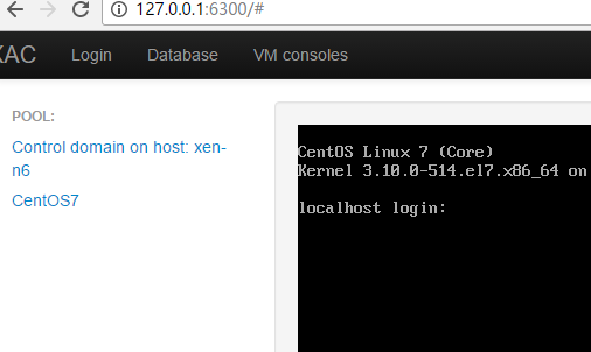 127.0.0.1:6300/#
XAC Login Database VM consoles
POOL:
Control domain on host: xen-
n6
CentOS7
CentOS Linux 7 (Core)
Kernel 3.10.0-514.el7.x86_64 on
localhost login: